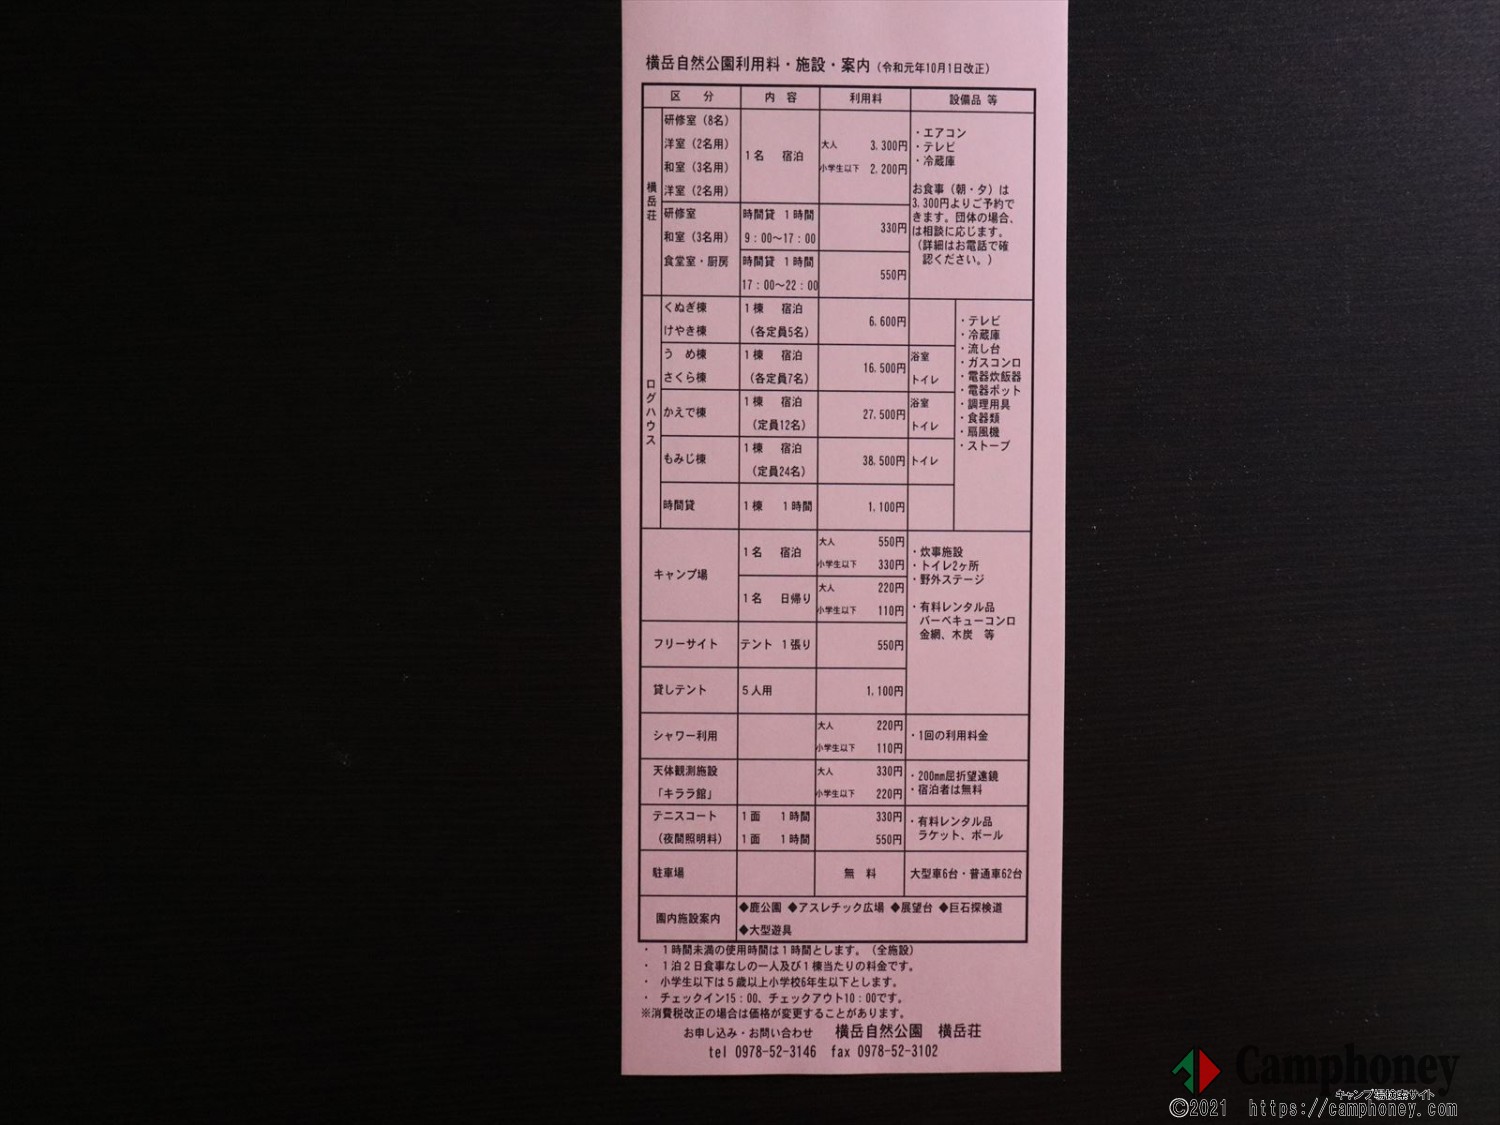 横岳自然公園利用料・施設・案内（令和元年10月1日改正）
区　分　内　容　利用料　設備品 等
横岳荘
研修室（8名）
洋室（2名用）
和室（3名用）
洋室（2名用）
1名　宿泊
大人　3,300円
小学生以下　2,200円
研修室
和室（3名用）
時間貸 1時間
9：00～17：00
330円
食堂室・厨房
時間貸 1時間
17：00～22：00
550円
・エアコン
・テレビ
・冷蔵庫
お食事（朝・夕）は
3,300円よりご予約で
きます。団体の場合、
は相談に応じます。
（詳細はお電話で確
認ください。）
ログハウス
くぬぎ棟
けやき棟
1棟　宿泊
（各定員5名）
6,600円
う　め棟
さくら棟
1棟　宿泊
（各定員7名）
16,500円
浴室
トイレ
かえで棟
1棟　宿泊
（定員12名）
27,500円
浴室
トイレ
もみじ棟
1棟　宿泊
（定員24名）
38,500円
トイレ
時間貸
1棟　1時間
1,100円
・テレビ
・冷蔵庫
・流し台
・ガスコンロ
・電器炊飯器
・電器ポット
・調理用具
・食器類
・扇風機
・ストーブ
キャンプ場
1名　宿泊
大人　550円
小学生以下　330円
1名　日帰り
大人　220円
小学生以下　110円
フリーサイト　テント 1張り　550円
貸しテント　5人用　1,100円
・炊事施設
・トイレ2ヶ所
・野外ステージ
・有料レンタル品
バーベキューコンロ
金網、木炭　等
シャワー利用
大人　220円
小学生以下　110円
・1回の利用料金
天体観測施設
「キララ館」
大人　330円
小学生以下　220円
・200mm屈折望遠鏡
・宿泊者は無料
テニスコート　1面　1時間　330円
（夜間照明料）　1面　1時間　550円
・有料レンタル品
ラケット、ボール
駐車場　無　料　大型車6台・普通車62台
園内施設案内
◆鹿公園 ◆アスレチック広場 ◆展望台 ◆巨石探検道
◆大型遊具
・　1時間未満の使用時間は1時間とします。（全施設）
・　1泊2日食事なしの一人及び1棟当たりの料金です。
・　小学生以下は5歳以上小学校6年生以下とします。
・　チェックイン15：00、チェックアウト10：00です。
※消費税改正の場合は価格が変更することがあります。
お申し込み・お問い合わせ　横岳自然公園　横岳荘
tel 0978-52-3146　fax 0978-52-3102
Camphoney
キャンプ場検索サイト
©2021 https://camphoney.com